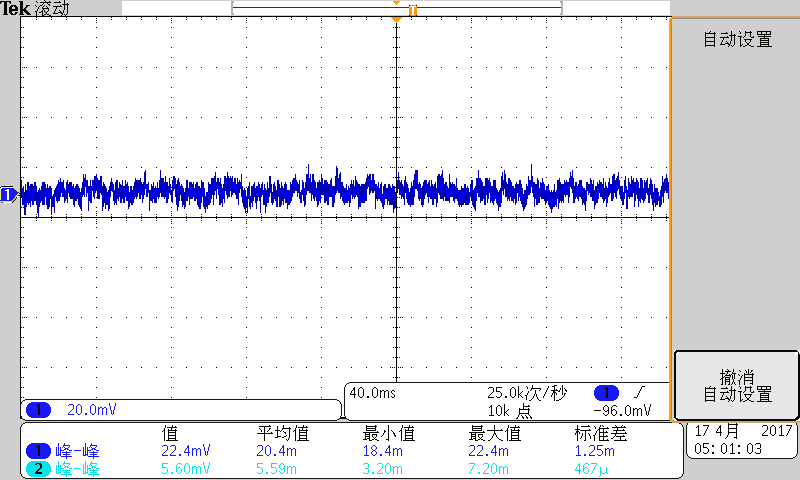 Tek 滚动
自动设置
1
1 20.0mV
40.0ms 25.0k次/秒 1
10k 点 -96.0mV
撤消
自动设置
值 平均值 最小值 最大值 标准差
1 峰-峰 22.4mV 20.4m 18.4m 22.4m 1.25m
2 峰-峰 5.60mV 5.59m 3.20m 7.20m 467µ
17 4月 2017
05:01:03